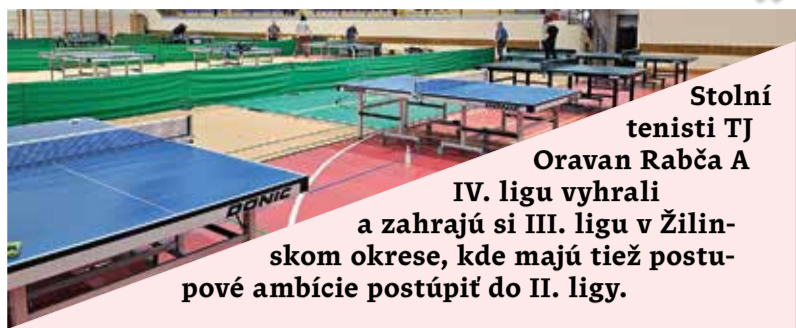 Stolní
tenisti TJ
Oravan Rabča A
IV. ligu vyhrali
a zahrajú si III. ligu v Žilin-
skom okrese, kde majú tiež postu-
pové ambície postúpiť do II. ligy.
DONIC